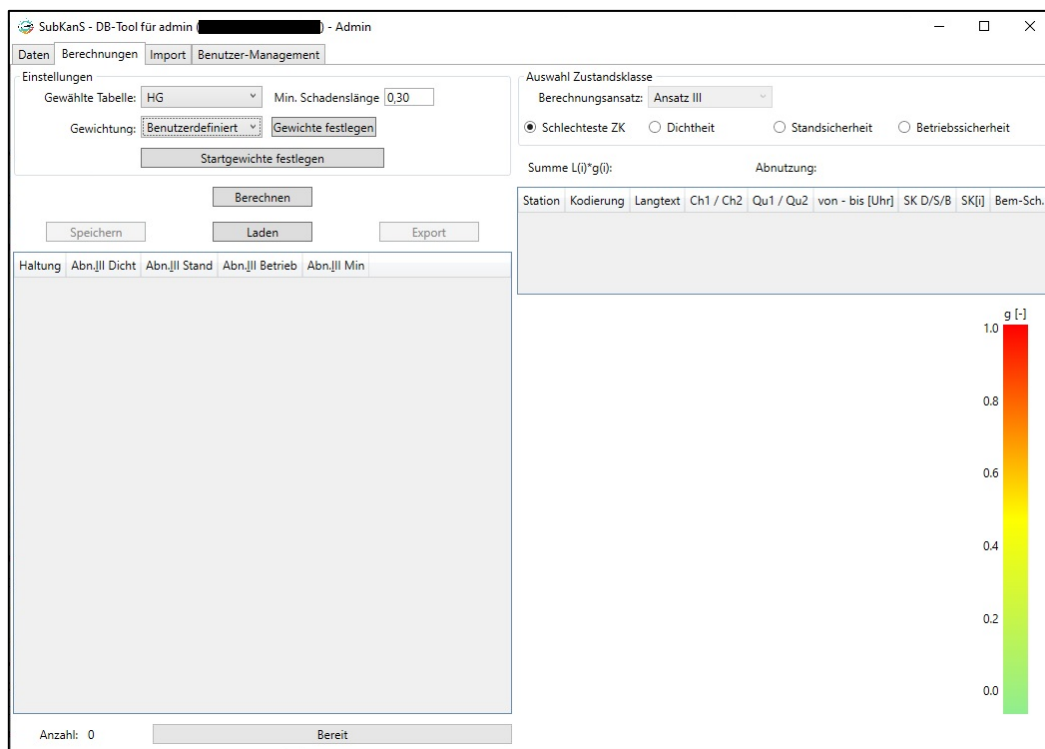 SubKanS - DB-Tool für admin ( ) - Admin
Daten Berechnungen Import Benutzer-Management
Einstellungen
Gewählte Tabelle: HG Min. Schadenslänge 0,30
Gewichtung: Benutzerdefiniert Gewichte festlegen
Startgewichte festlegen
Berechnen
Speichern Laden Export
Haltung Abn.III Dicht Abn.III Stand Abn.III Betrieb Abn.III Min
Anzahl: 0 Bereit
Auswahl Zustandsklasse
Berechnungsansatz: Ansatz III
Schlechteste ZK Dichtheit Standsicherheit Betriebssicherheit
Summe L(i)*g(i): Abnutzung:
Station Kodierung Langtext Ch1 / Ch2 Qu1 / Qu2 von - bis [Uhr] SK D/S/B SK[i] Bem-Sch.
g [-]
1.0
0.8
0.6
0.4
0.2
0.0